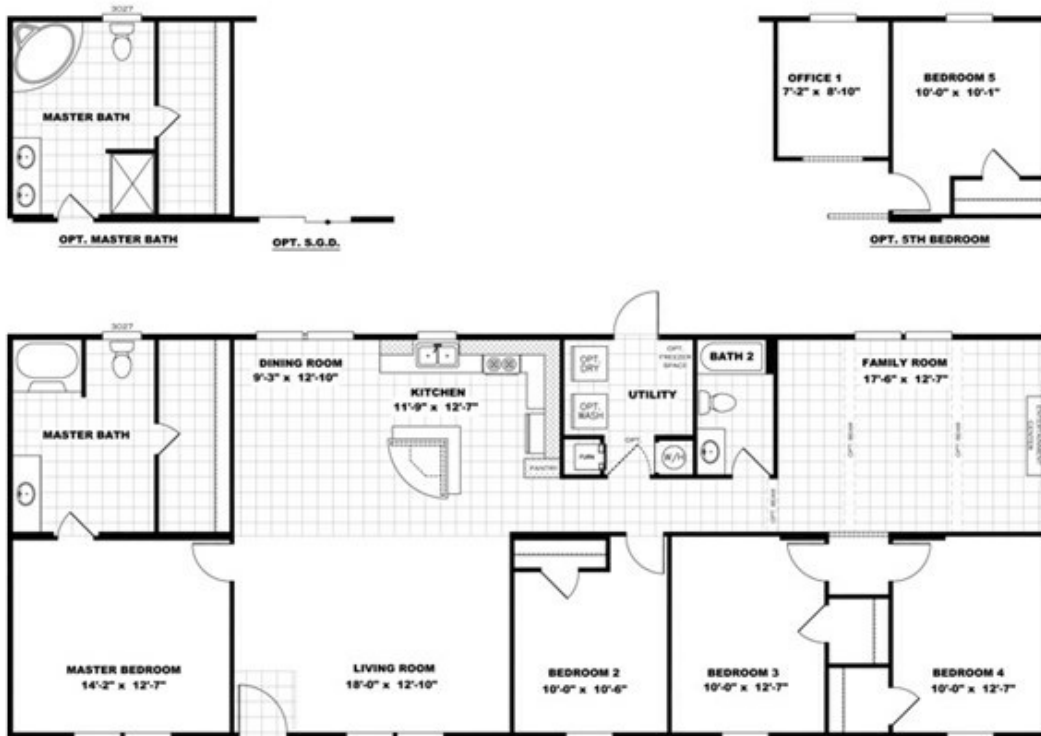 3027
MASTER BATH
OPT. MASTER BATH
OPT. S.G.D.
OFFICE 1
7'-2" x 8'-10"
BEDROOM 5
10'-0" x 10'-1"
OPT. 5TH BEDROOM
3027
MASTER BATH
DINING ROOM
9'-3" x 12'-10"
KITCHEN
11'-9" x 12'-7"
PANTRY
OPT.
DRY
OPT.
WASH
OPT.
FREEZER
SPACE
UTILITY
FURN
OPT.
W/H
BATH 2
OPT. BEAM
FAMILY ROOM
17'-6" x 12'-7"
OPT. BEAM
OPT. BEAM
ENTERTAINMENT
CENTER
MASTER BEDROOM
14'-2" x 12'-7"
LIVING ROOM
18'-0" x 12'-10"
BEDROOM 2
10'-0" x 10'-6"
BEDROOM 3
10'-0" x 12'-7"
BEDROOM 4
10'-0" x 12'-7"